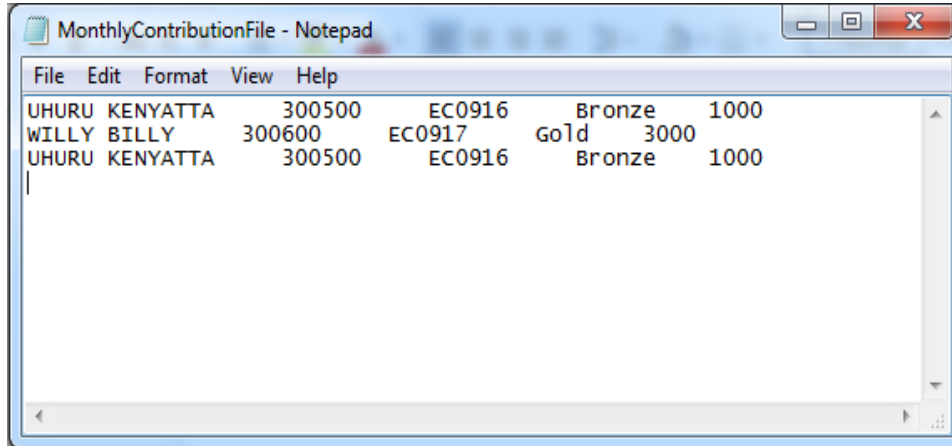 MonthlyContributionFile - Notepad
File Edit Format View Help
UHURU KENYATTA 300500 EC0916 Bronze 1000
WILLY BILLY 300600 EC0917 Gold 3000
UHURU KENYATTA 300500 EC0916 Bronze 1000